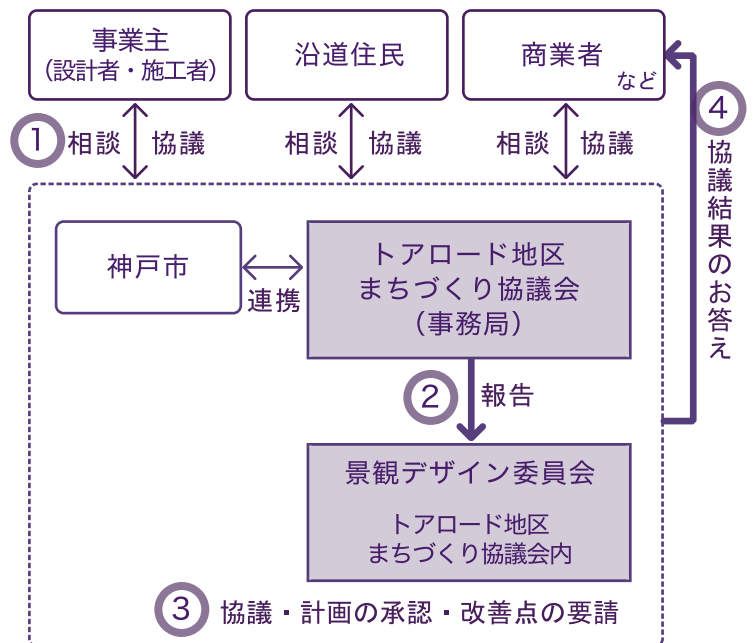 事業主
（設計者・施工者）
沿道住民
商業者
など
1
相談 協議
相談 協議
相談 協議
4
協議結果のお答え
神戸市
連携
トアロード地区
まちづくり協議会
（事務局）
2
報告
景観デザイン委員会
トアロード地区
まちづくり協議会内
3
協議・計画の承認・改善点の要請